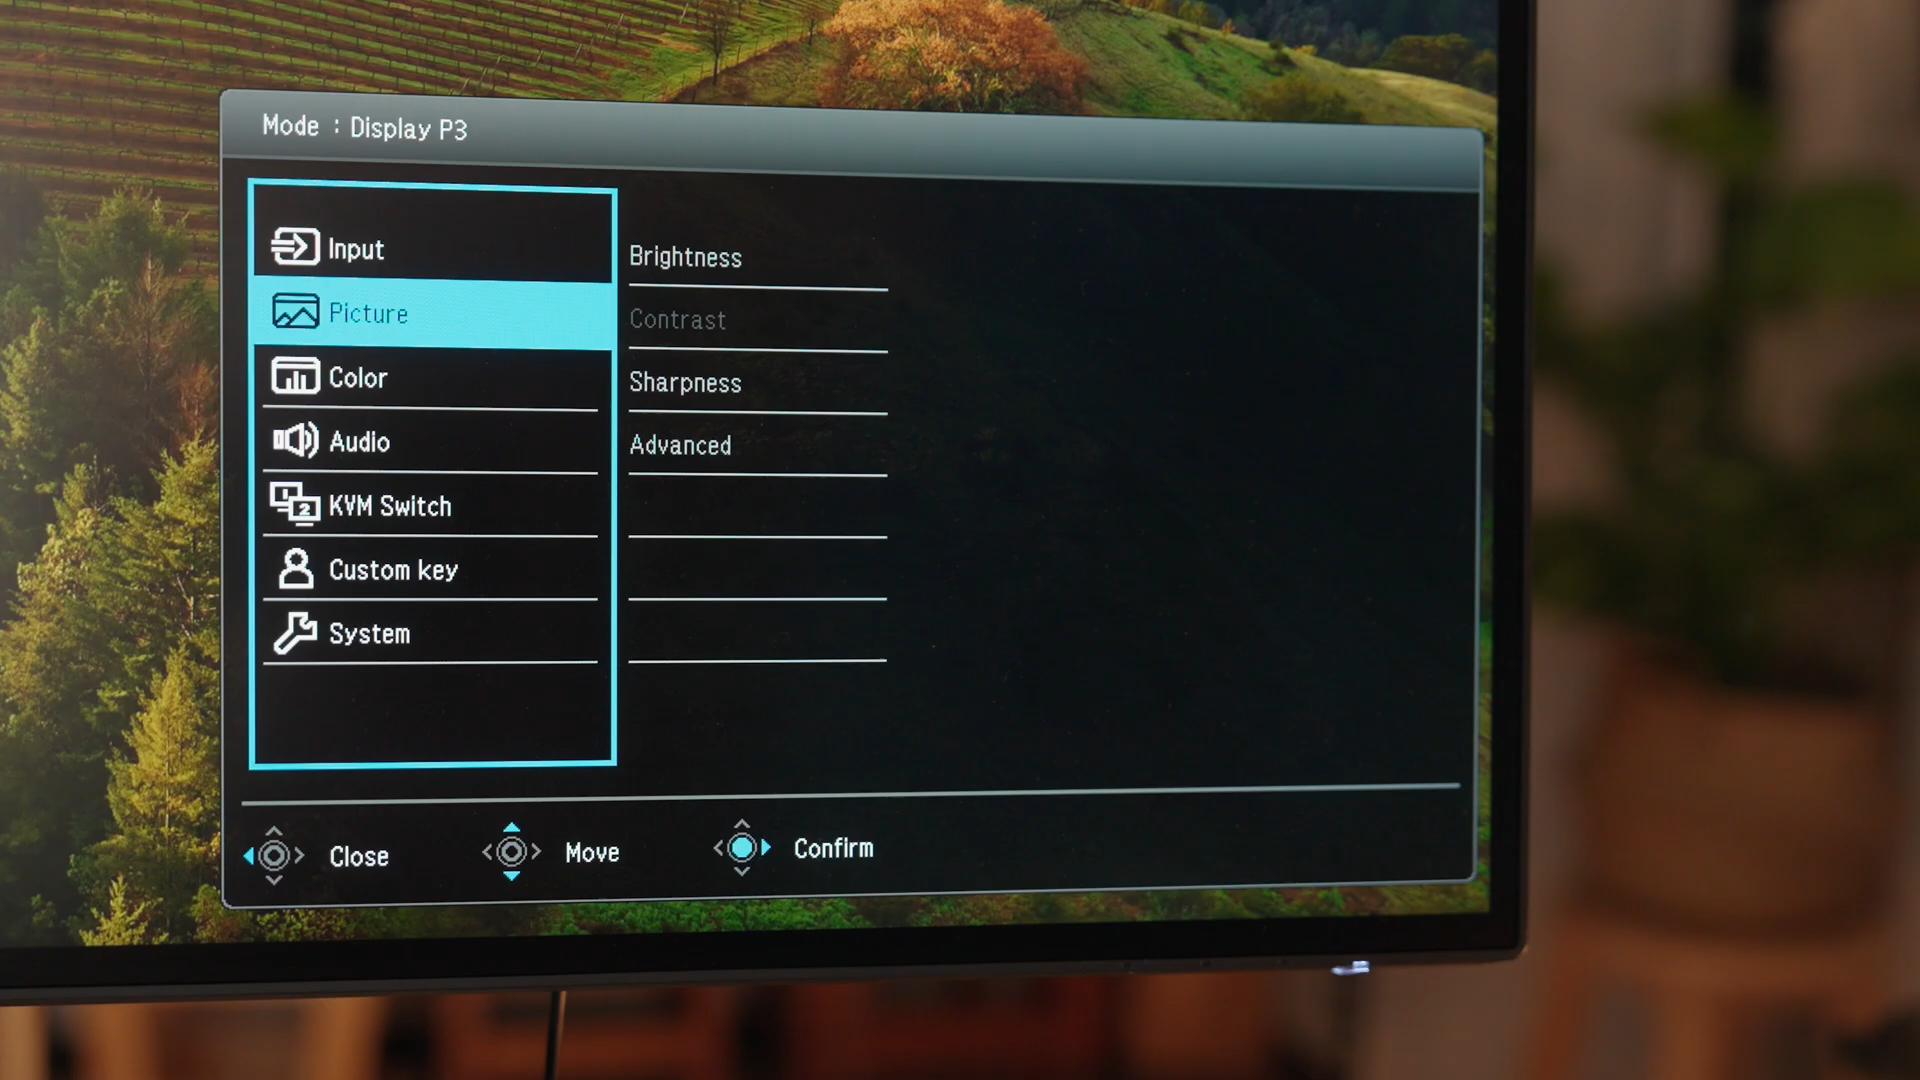 Mode : Display P3
Input
Picture
Color
Audio
KVM Switch
Custom key
System
Brightness
Contrast
Sharpness
Advanced
Close
Move
Confirm